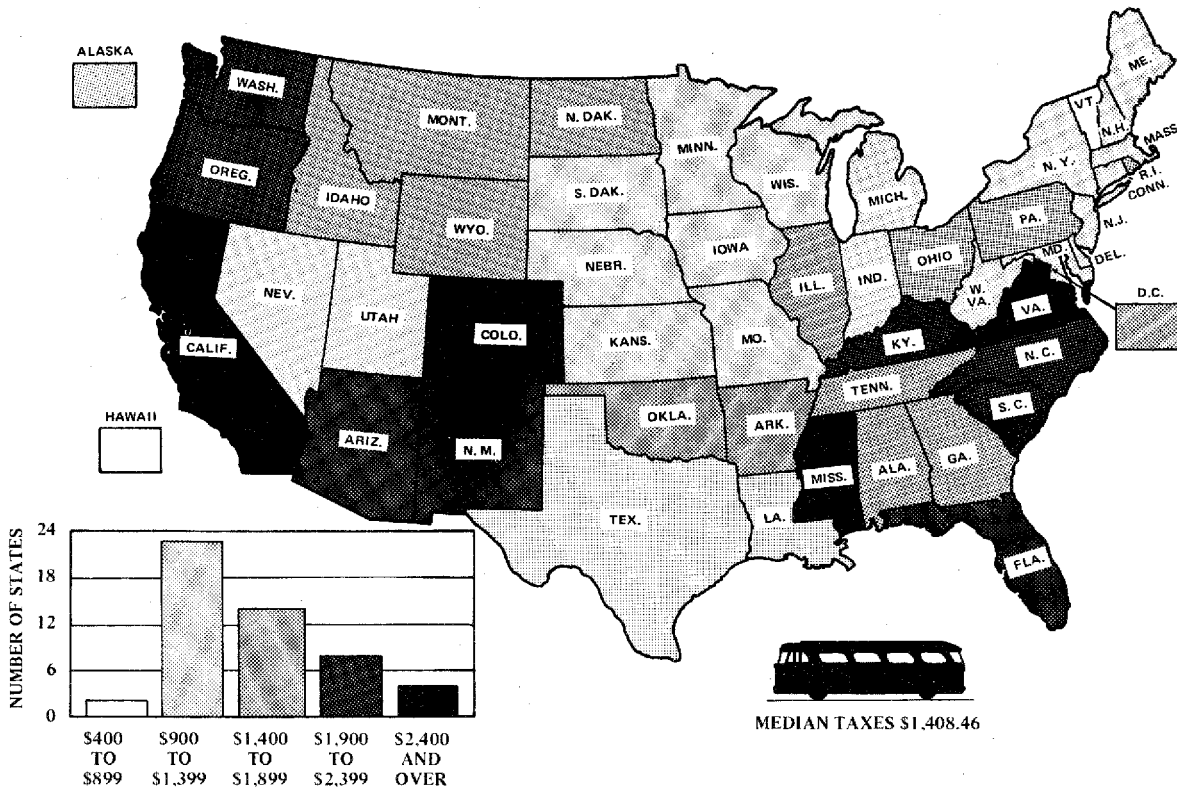 ALASKA
WASH.
MONT.
N. DAK.
MINN.
ME.
VT.
N.H.
MASS.
OREG.
IDAHO
S. DAK.
WIS.
MICH.
N. Y.
R.I.
CONN.
WYO.
PA.
N.J.
NEBR.
IOWA
OHIO
MD.
DEL.
NEV.
UTAH
ILL.
IND.
W.
VA.
D.C.
COLO.
KANS.
MO.
KY.
VA.
CALIF.
N.C.
TENN.
HAWAII
ARIZ.
N. M.
OKLA.
ARK.
S. C.
MISS.
ALA.
GA.
TEX.
LA.
FLA.
NUMBER OF STATES
24
18
12
6
0
$400
TO
$899
$900
TO
$1,399
$1,400
TO
$1,899
$1,900
TO
$2,399
$2,400
AND
OVER
MEDIAN TAXES $1,408.46